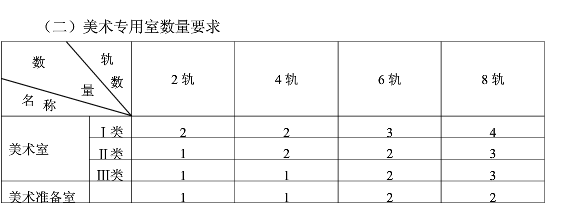 （二）美术专用室数量要求
数 量 轨数 名称 2轨 4轨 6轨 8轨
美术室 Ⅰ类 2 2 3 4
Ⅱ类 1 2 2 3
Ⅲ类 1 1 2 3
美术准备室 1 1 2 2